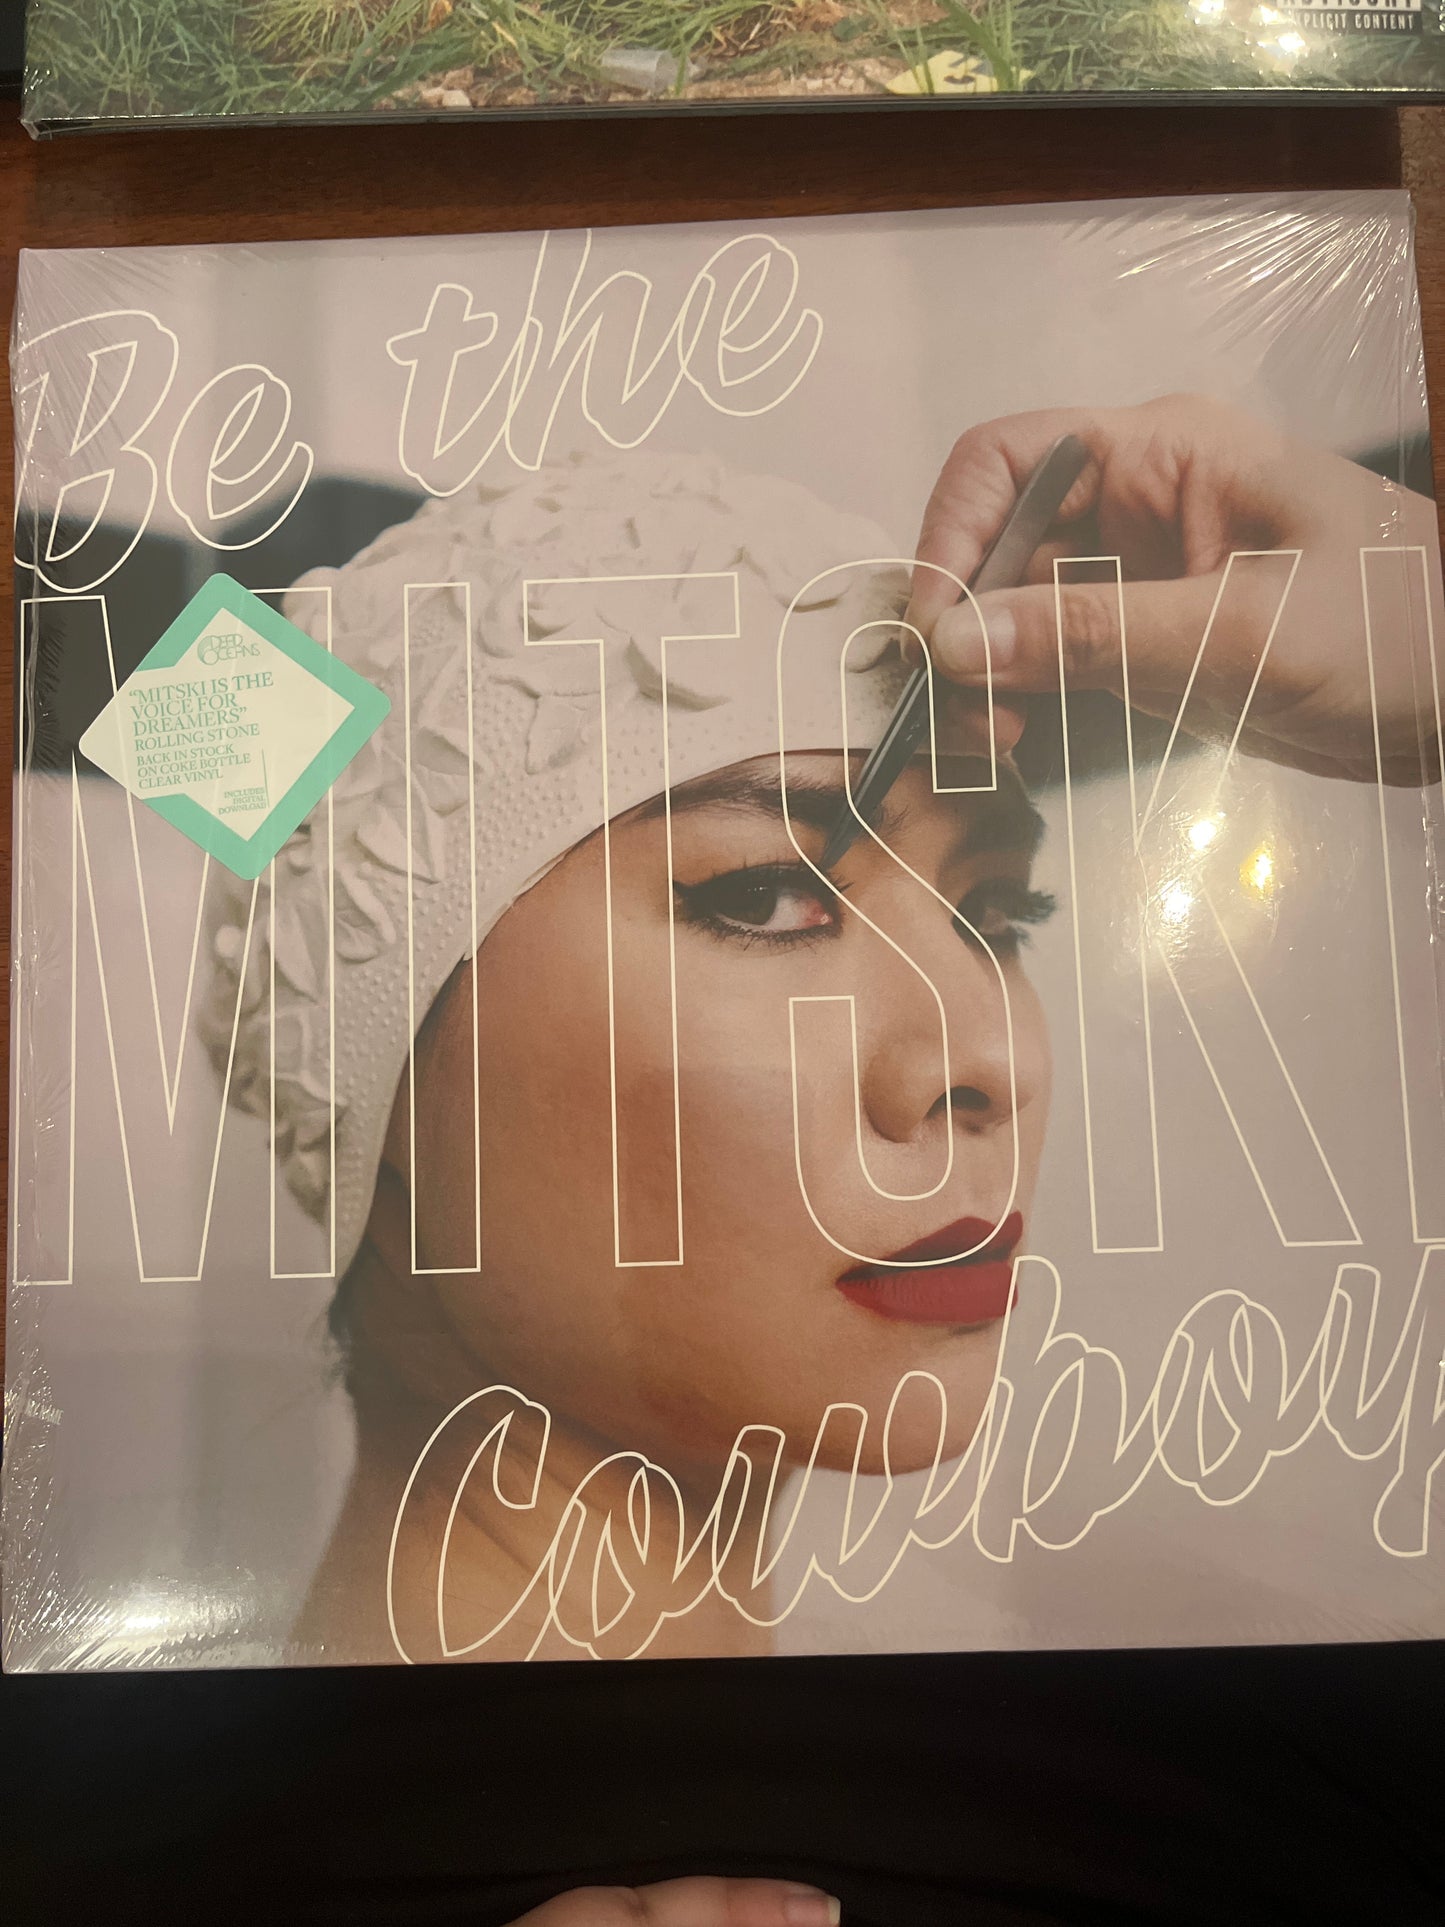 EXPLICIT CONTENT
Be the
MITSKI
Cowboy
DEAD
OCEANS
“MITSKI IS THE
VOICE FOR
DREAMERS”
ROLLING STONE
BACK IN STOCK
ON COKE BOTTLE
CLEAR VINYL
INCLUDES
DIGITAL
DOWNLOAD